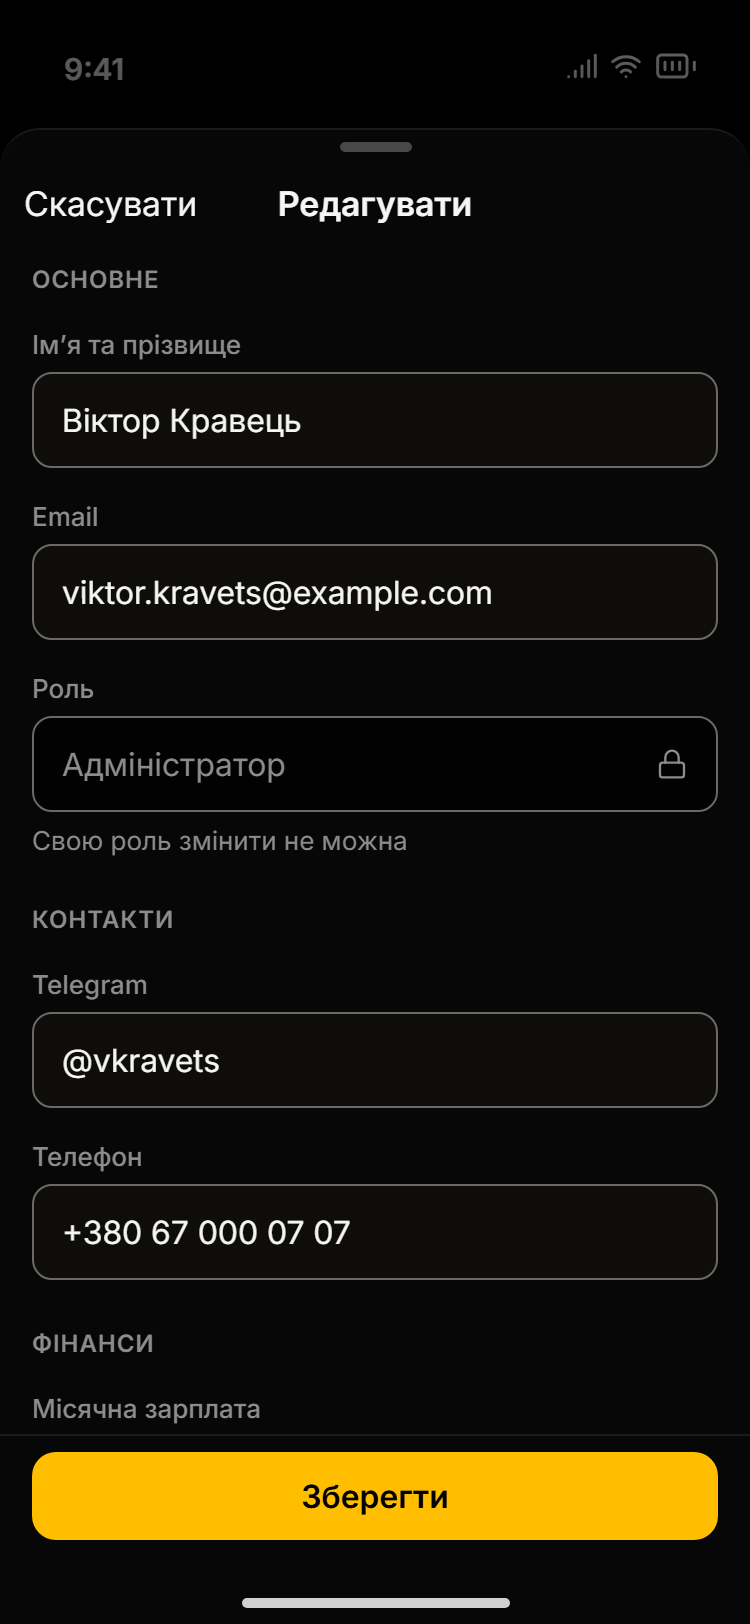 9:41
Скасувати
Редагувати
ОСНОВНЕ
Ім’я та прізвище
Віктор Кравець
Email
viktor.kravets@example.com
Роль
Адміністратор
Свою роль змінити не можна
КОНТАКТИ
Telegram
@vkravets
Телефон
+380 67 000 07 07
ФІНАНСИ
Місячна зарплата
Зберегти